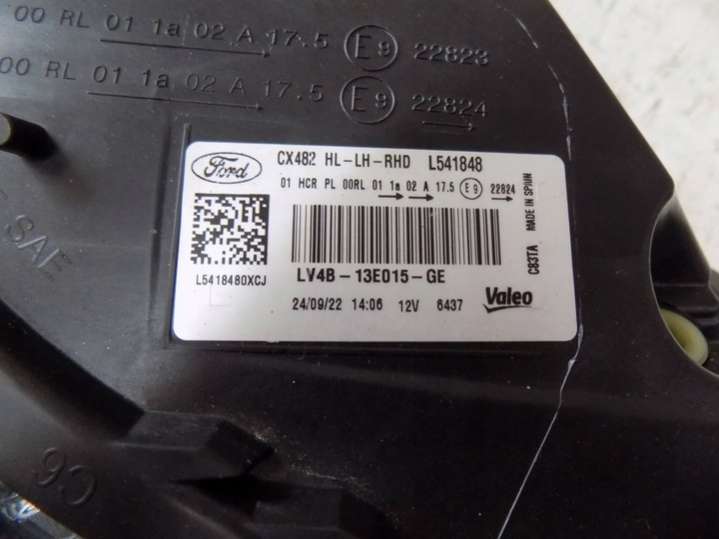 00 RL 01 1a 02 A 17.5 E9 22823
00 RL 01 1a 02 A 17.5 E9 22824
Ford
CX482 HL-LH-RHD L541848
01 HCR PL 00RL 01 1a 02 A 17.5 E9 22824
L5418480XCJ
LV4B-13E015-GE
24/09/22 14:06 12V 6437
Valeo
C83TA MADE IN SPIUN
SAE
C6